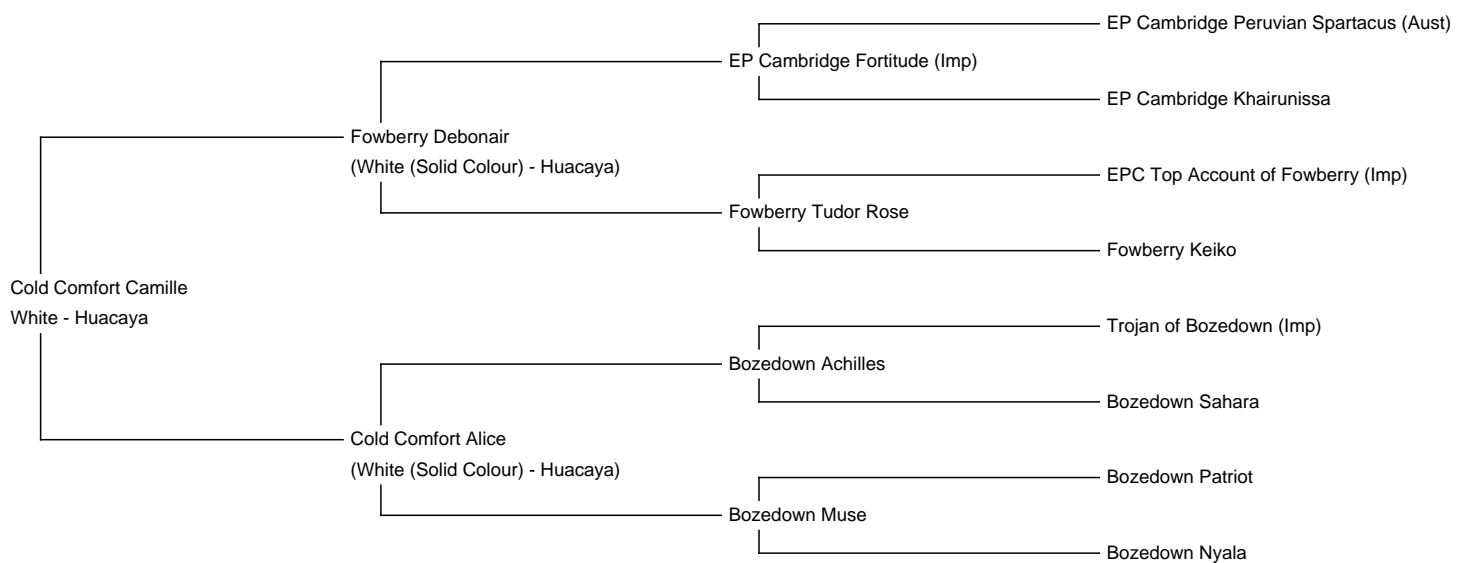 EP Cambridge Peruvian Spartacus (Aust)
EP Cambridge Fortitude (Imp)
EP Cambridge Khairunissa
Fowberry Debonair
(White (Solid Colour) - Huacaya)
EPC Top Account of Fowberry (Imp)
Fowberry Tudor Rose
Fowberry Keiko
Cold Comfort Camille
White - Huacaya
Trojan of Bozedown (Imp)
Bozedown Achilles
Bozedown Sahara
Cold Comfort Alice
(White (Solid Colour) - Huacaya)
Bozedown Patriot
Bozedown Muse
Bozedown Nyala